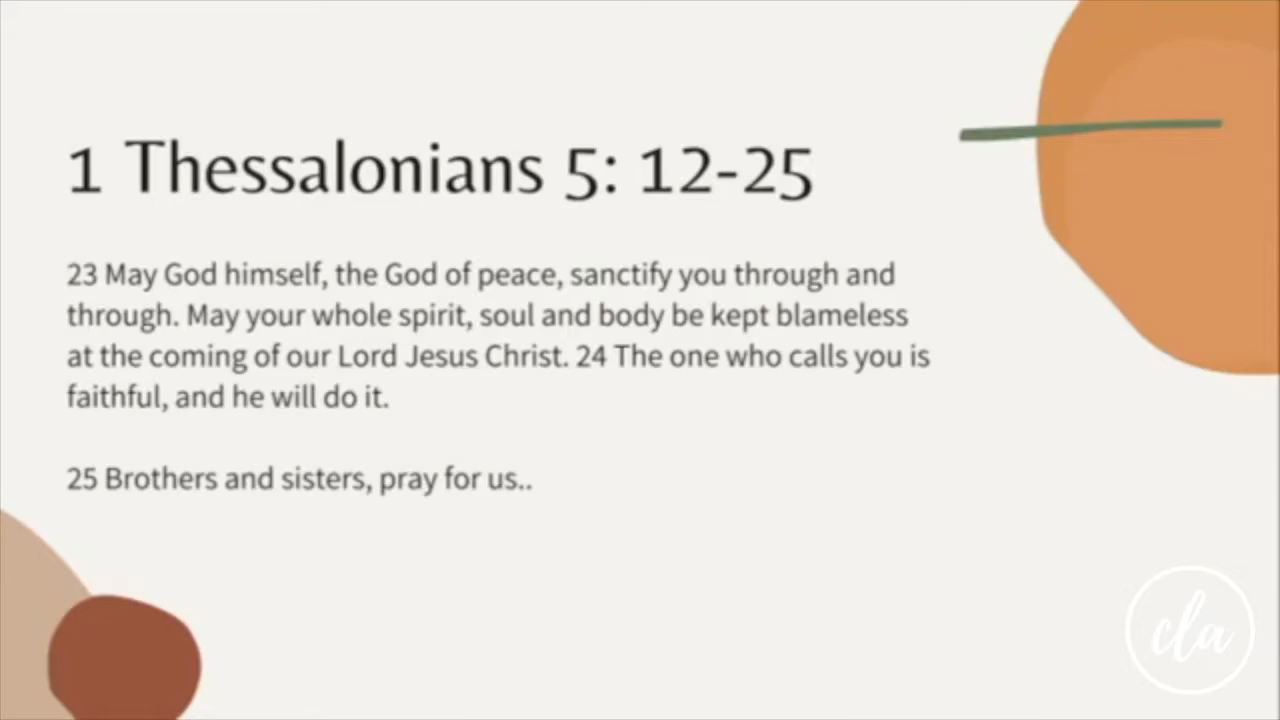 1 Thessalonians 5: 12-25
23 May God himself, the God of peace, sanctify you through and
through. May your whole spirit, soul and body be kept blameless
at the coming of our Lord Jesus Christ. 24 The one who calls you is
faithful, and he will do it.
25 Brothers and sisters, pray for us..
cla